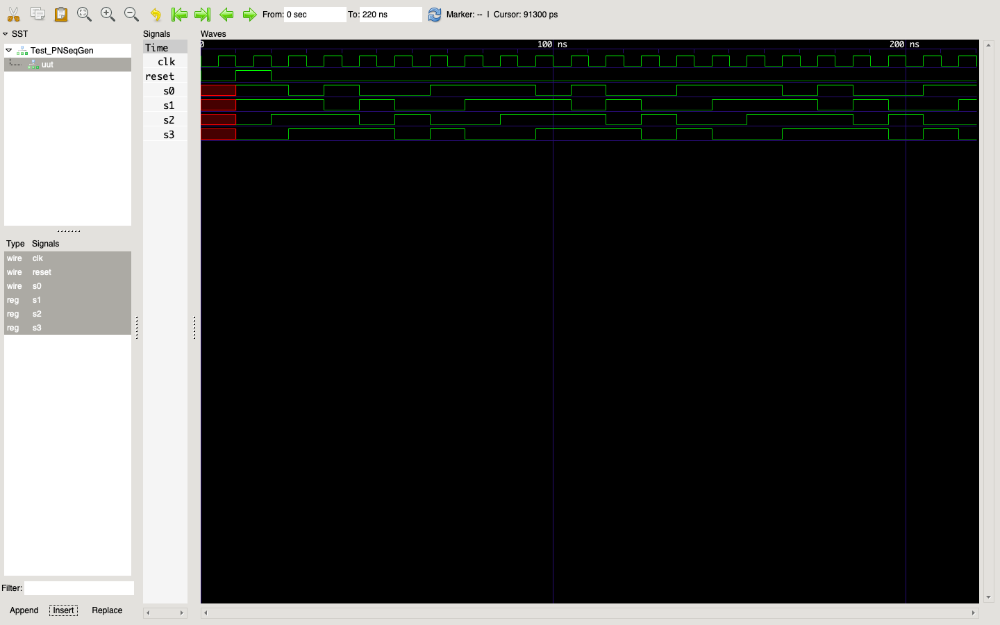 From: 0 sec To: 220 ns Marker: -- | Cursor: 91300 ps
SST
Test_PNSeqGen
uut
Type Signals
wire clk
wire reset
wire s0
reg s1
reg s2
reg s3
Filter:
Append Insert Replace
Signals
Time
clk
reset
s0
s1
s2
s3
Waves
0 100 ns 200 ns